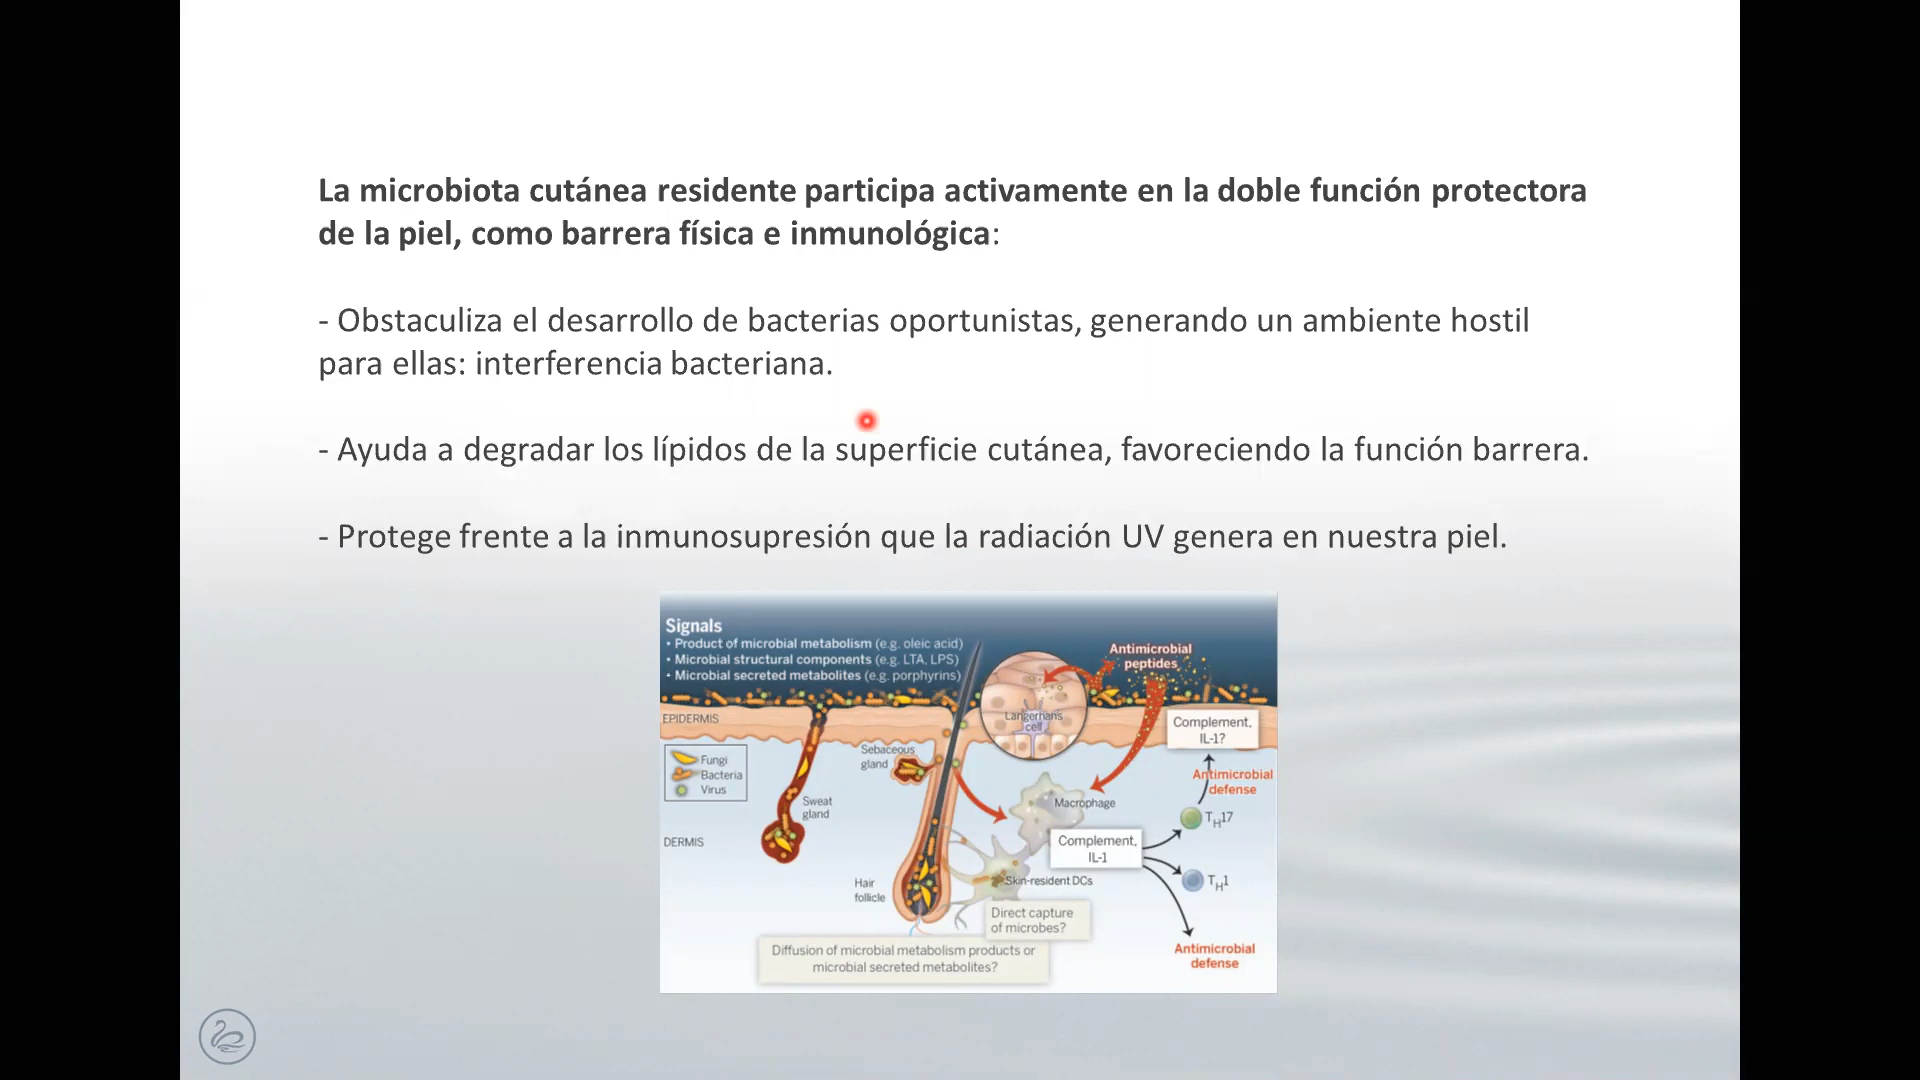 La microbiota cutánea residente participa activamente en la doble función protectora
de la piel, como barrera física e inmunológica:
- Obstaculiza el desarrollo de bacterias oportunistas, generando un ambiente hostil
para ellas: interferencia bacteriana.
- Ayuda a degradar los lípidos de la superficie cutánea, favoreciendo la función barrera.
- Protege frente a la inmunosupresión que la radiación UV genera en nuestra piel.
Signals
• Product of microbial metabolism (e.g. oleic acid)
• Microbial structural components (e.g. LTA, LPS)
• Microbial secreted metabolites (e.g. porphyrins)
Antimicrobial
peptides
EPIDERMIS
Langerhans
cell
Complement,
IL-1?
Fungi
Bacteria
Virus
Sebaceous
gland
Antimicrobial
defense
Sweat
gland
Macrophage
TH17
DERMIS
Complement,
IL-1
Hair
follicle
Skin-resident DCs
TH1
Direct capture
of microbes?
Diffusion of microbial metabolism products or
microbial secreted metabolites?
Antimicrobial
defense